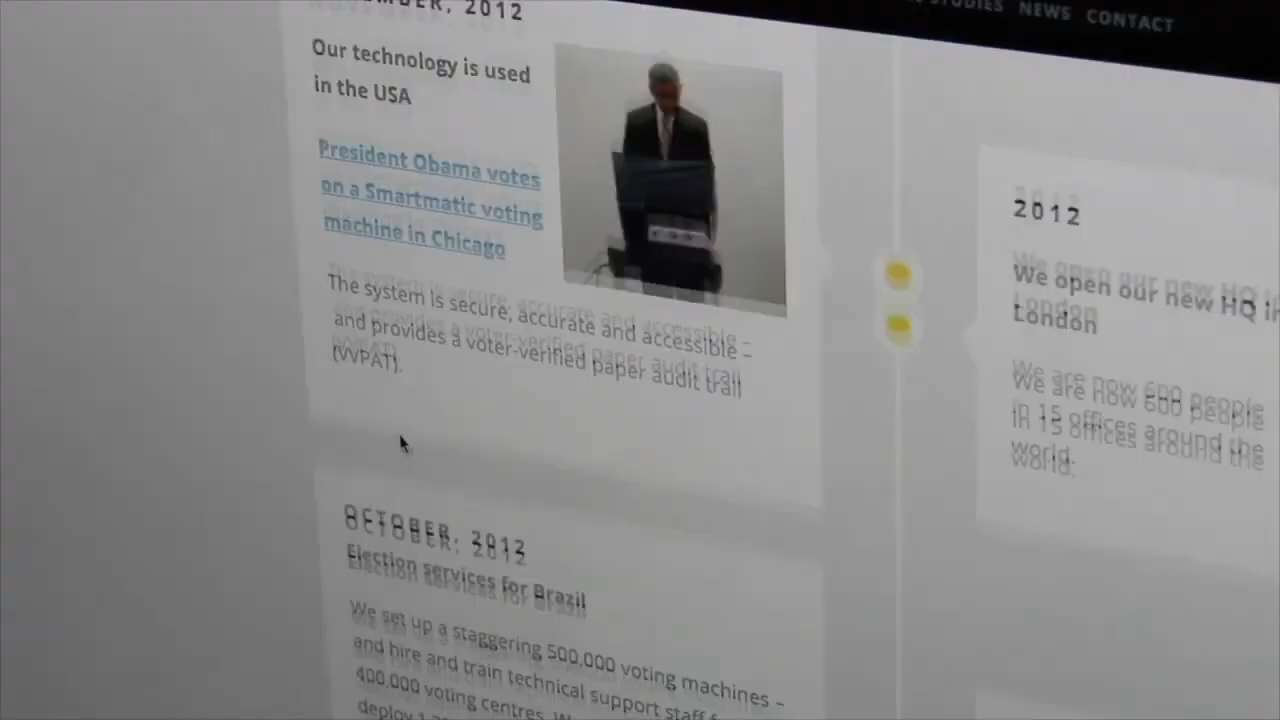 STUDIES NEWS CONTACT
2012
Our technology is used
in the USA
President Obama votes
on a Smartmatic voting
machine in Chicago
The system is secure, accurate and accessible –
and provides a voter-verified paper audit trail
(VVPAT).
OCTOBER, 2012
Election services for Brazil
We set up a staggering 500,000 voting machines –
and hire and train technical support staff
400,000 voting centres.
deploy
2012
We open our new HQ in
London
We are now 600 people
in 15 offices around the
world.